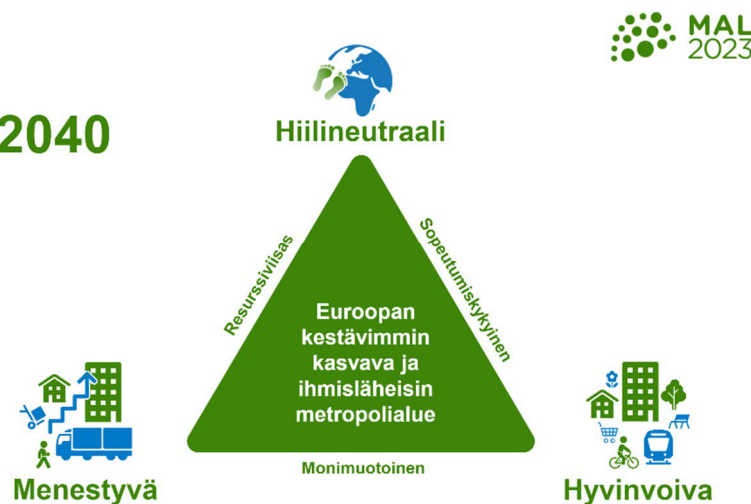 MAL
2023
2040
Hiilineutraali
Resurssiviisas
Sopeutumiskykyinen
Euroopan
kestävimmin
kasvava ja
ihmisläheisin
metropolialue
Monimuotoinen
Menestyvä
Hyvinvoiva